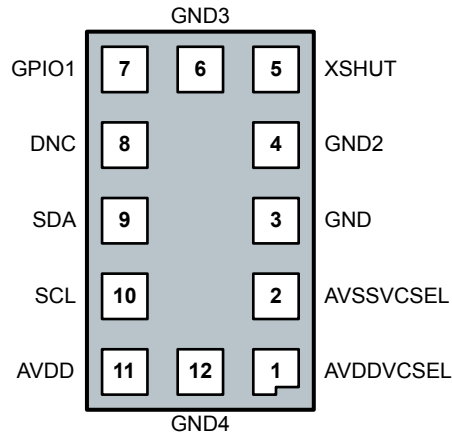 GND3
GPIO1 7 6 5 XSHUT
DNC 8 4 GND2
SDA 9 3 GND
SCL 10 2 AVSSVCSEL
AVDD 11 12 1 AVDDVCSEL
GND4